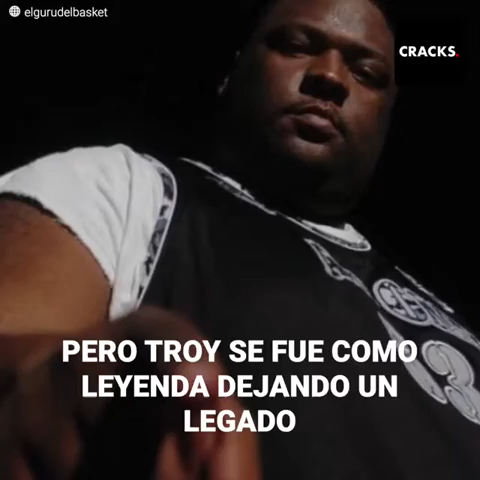 elgurudelbasket
CRACKS.
PERO TROY SE FUE COMO
LEYENDA DEJANDO UN
LEGADO